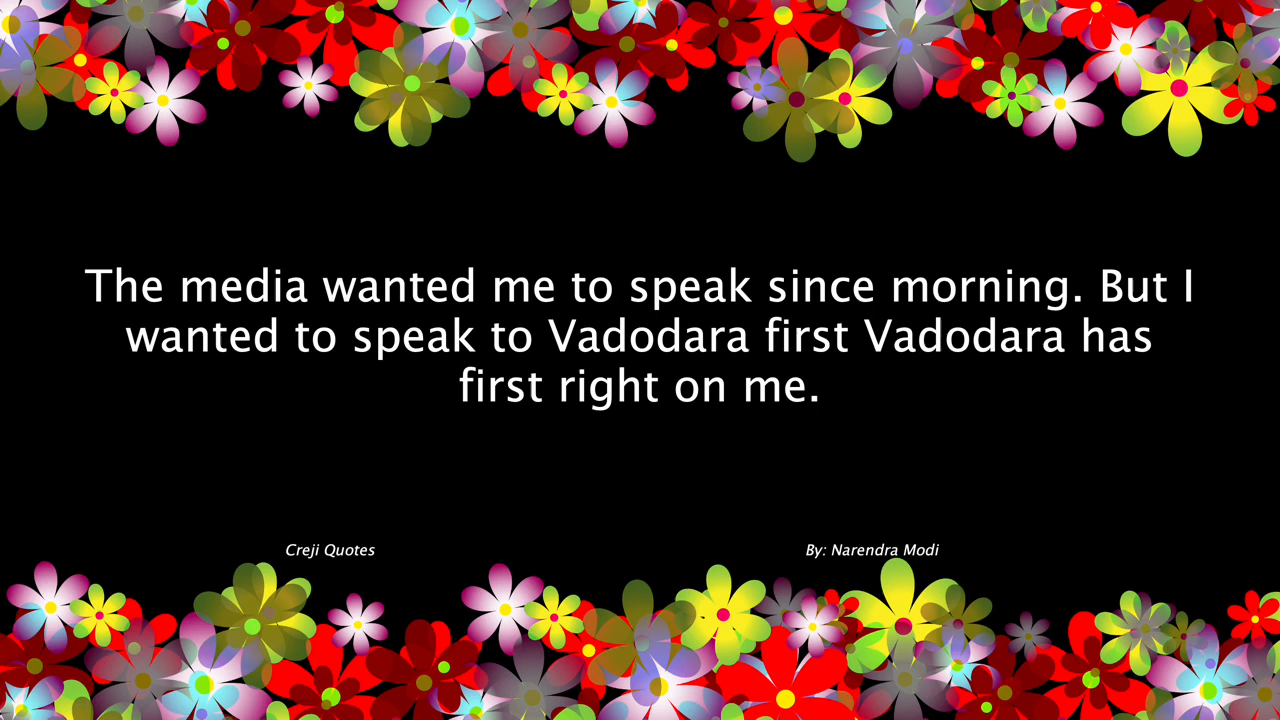 The media wanted me to speak since morning. But I
wanted to speak to Vadodara first Vadodara has
first right on me.
Creji Quotes
By: Narendra Modi